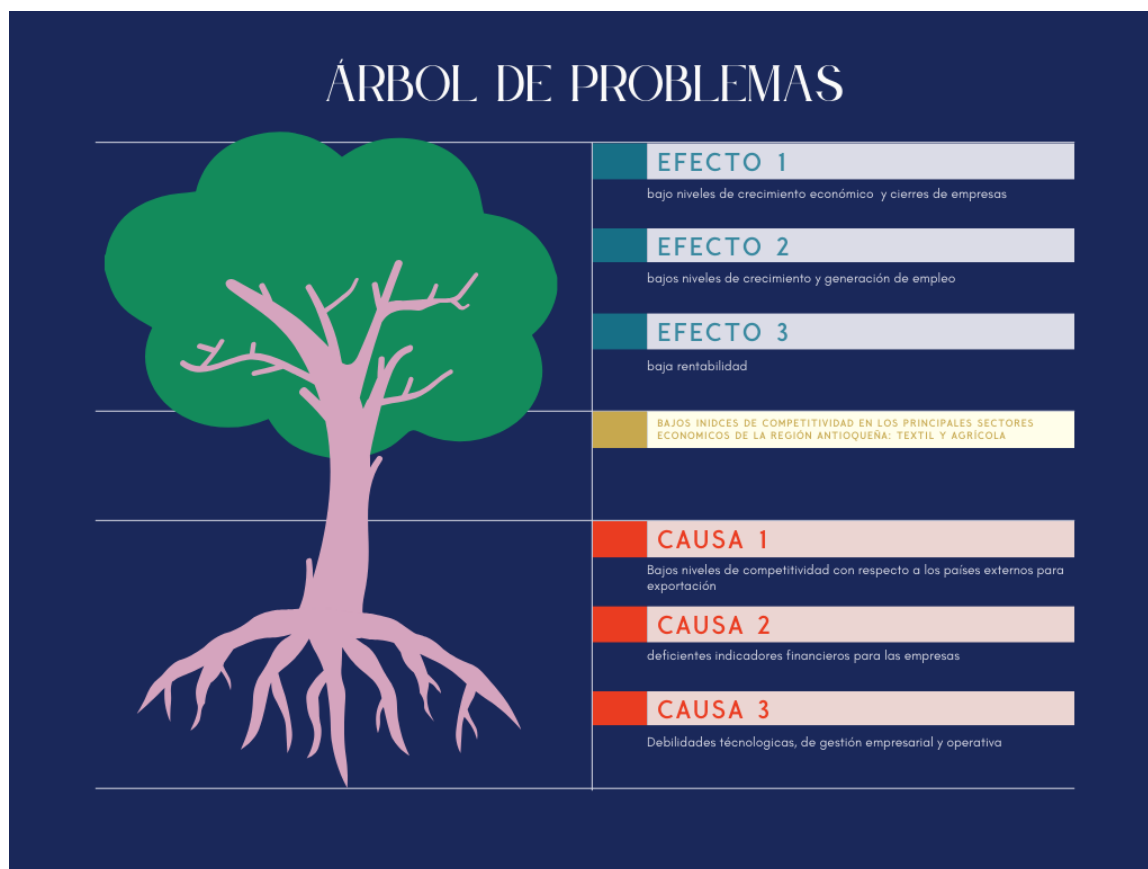 ÁRBOL DE PROBLEMAS
EFECTO 1
bajo niveles de crecimiento económico y cierres de empresas
EFECTO 2
bajos niveles de crecimiento y generación de empleo
EFECTO 3
baja rentabilidad
BAJOS INIDCES DE COMPETITIVIDAD EN LOS PRINCIPALES SECTORES
ECONOMICOS DE LA REGIÓN ANTIOQUEÑA: TEXTIL Y AGRÍCOLA
CAUSA 1
Bajos niveles de competitividad con respecto a los países externos para
exportación
CAUSA 2
deficientes indicadores financieros para las empresas
CAUSA 3
Debilidades técnologicas, de gestión empresarial y operativa